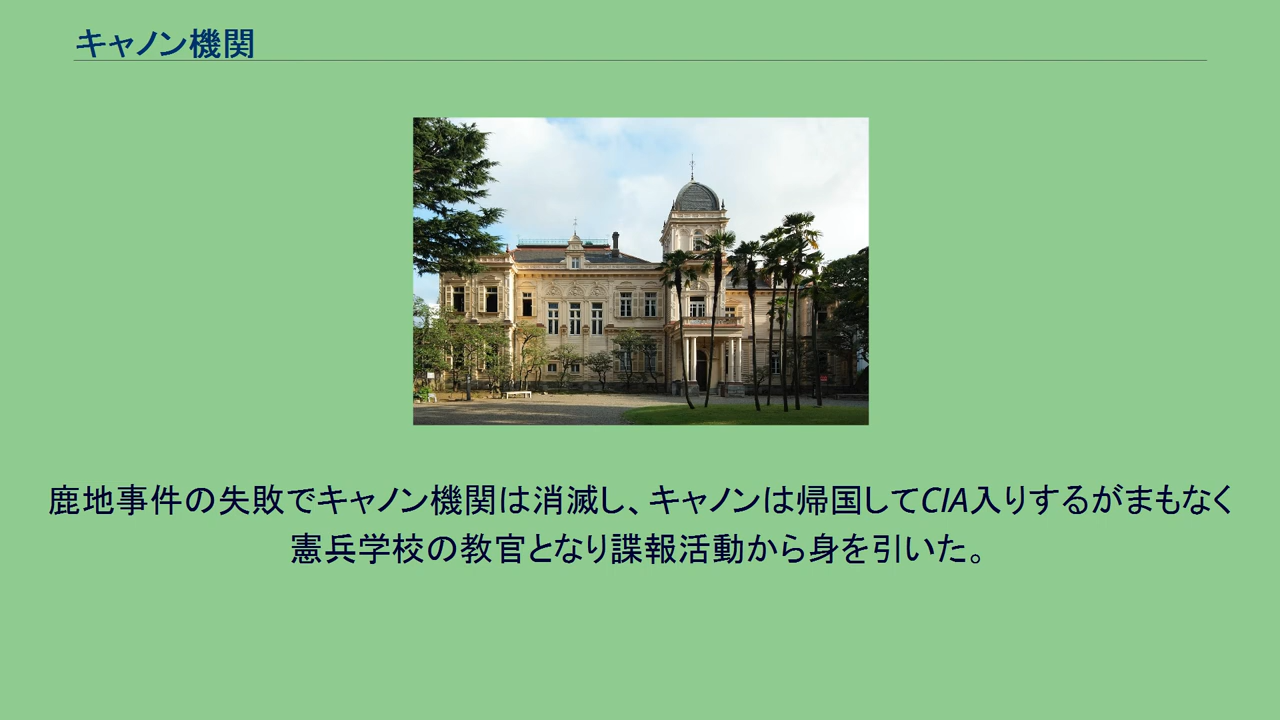 キャノン機関
鹿地事件の失敗でキャノン機関は消滅し、キャノンは帰国してCIA入りするがまもなく
憲兵学校の教官となり諜報活動から身を引いた。